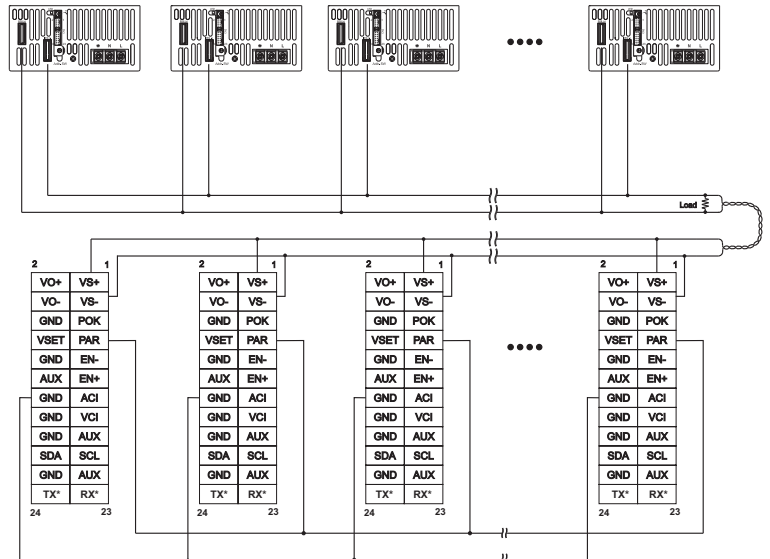 N L
N L
N L
N L
Load
2 1
VO+ VS+
VO- VS-
GND POK
VSET PAR
GND EN-
AUX EN+
GND ACI
GND VCI
GND AUX
SDA SCL
GND AUX
TX* RX*
24 23
2 1
VO+ VS+
VO- VS-
GND POK
VSET PAR
GND EN-
AUX EN+
GND ACI
GND VCI
GND AUX
SDA SCL
GND AUX
TX* RX*
24 23
2 1
VO+ VS+
VO- VS-
GND POK
VSET PAR
GND EN-
AUX EN+
GND ACI
GND VCI
GND AUX
SDA SCL
GND AUX
TX* RX*
24 23
2 1
VO+ VS+
VO- VS-
GND POK
VSET PAR
GND EN-
AUX EN+
GND ACI
GND VCI
GND AUX
SDA SCL
GND AUX
TX* RX*
24 23